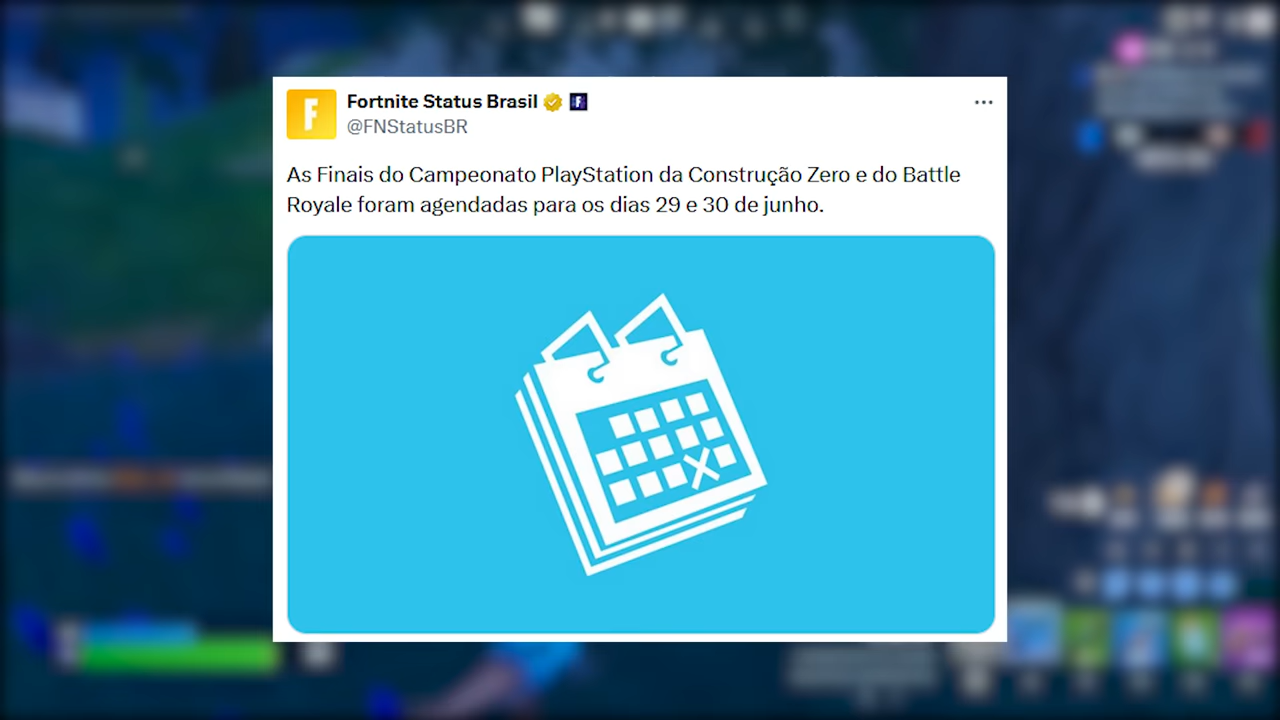 Fortnite Status Brasil
@FNStatusBR
As Finais do Campeonato PlayStation da Construção Zero e do Battle
Royale foram agendadas para os dias 29 e 30 de junho.